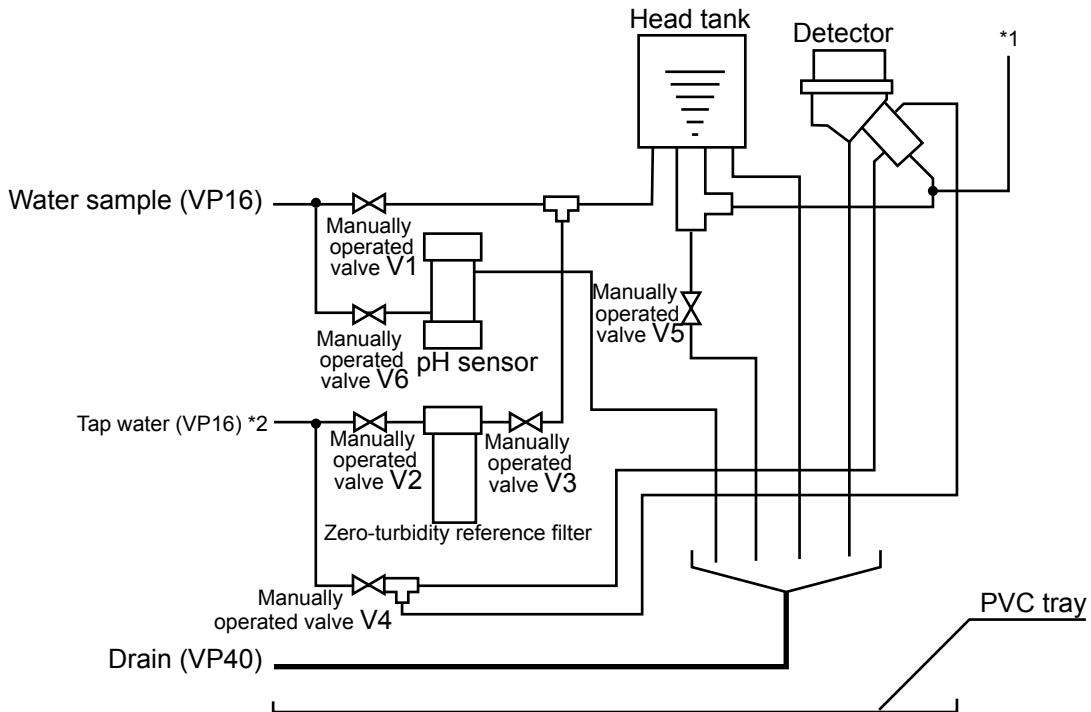 Head tank
Detector
*1
Water sample (VP16)
Manually
operated
valve V1
Manually
operated
valve V5
Manually
operated
valve V6
pH sensor
Tap water (VP16) *2
Manually
operated
valve V2
Manually
operated
valve V3
Zero-turbidity reference filter
Manually
operated valve V4
PVC tray
Drain (VP40)